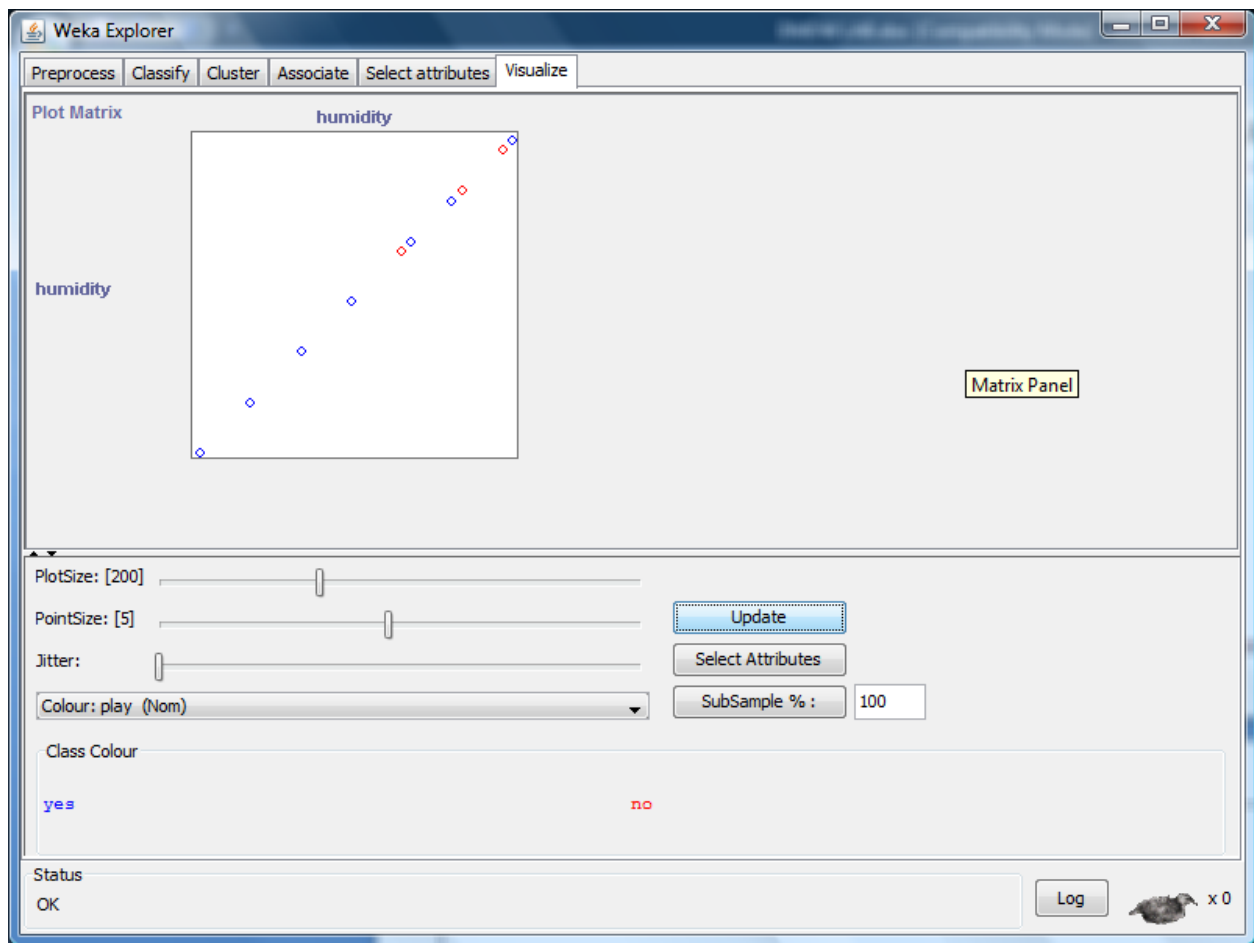 Weka Explorer
Preprocess Classify Cluster Associate Select attributes Visualize
Plot Matrix
humidity
humidity
Matrix Panel
PlotSize: [200]
PointSize: [5]
Update
Jitter:
Select Attributes
Colour: play (Nom)
SubSample % :
100
Class Colour
yes
no
Status
OK
Log
x 0